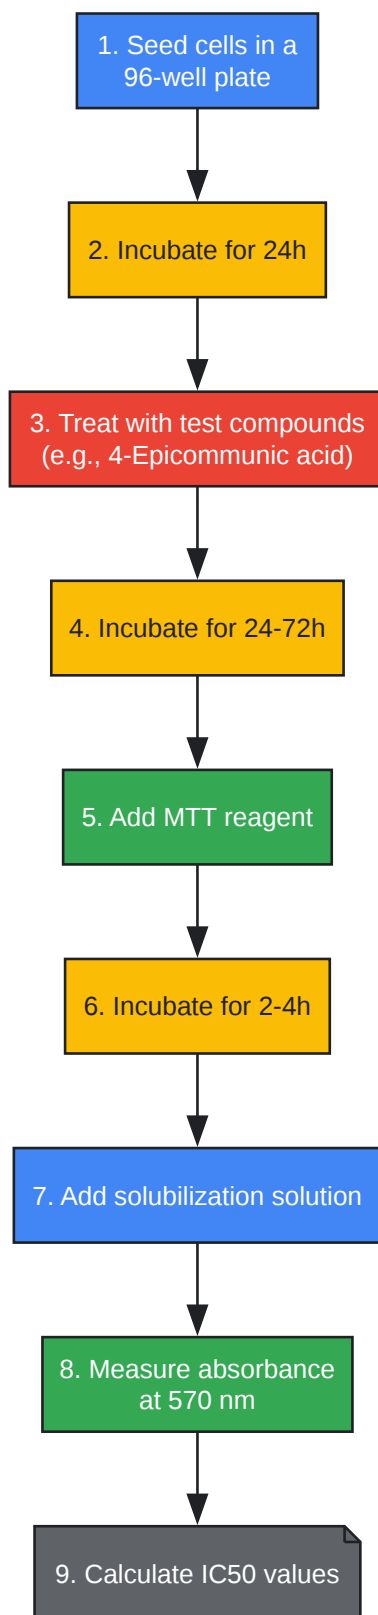 1. Seed cells in a
96-well plate
2. Incubate for 24h
3. Treat with test compounds
(e.g., 4-Epicommunic acid)
4. Incubate for 24-72h
5. Add MTT reagent
6. Incubate for 2-4h
7. Add solubilization solution
8. Measure absorbance
at 570 nm
9. Calculate IC50 values